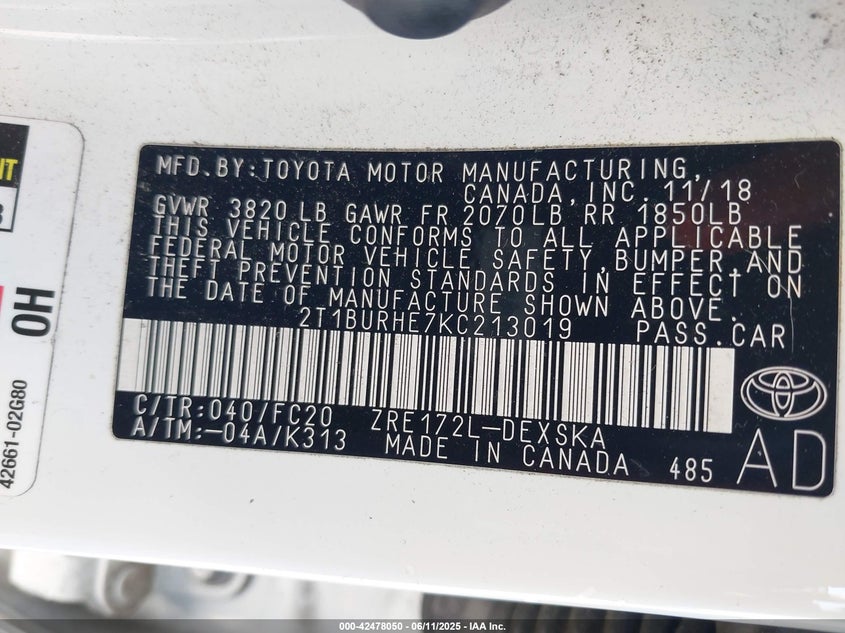 MFD.BY:TOYOTA MOTOR MANUFACTURING,
CANADA,INC. 11/18
GVWR 3820 LB GAWR FR 2070LB RR 1850LB
THIS VEHICLE CONFORMS TO ALL APPLICABLE
FEDERAL MOTOR VEHICLE SAFETY,BUMPER,AND
THEFT PREVENTION STANDARDS IN EFFECT ON
THE DATE OF MANUFACTURE SHOWN ABOVE.
2T1BURHE7KC213019 PASS.CAR
C/TR:040/FC20 ZRE172L-DEXSKA
A/TM:-04A/K313 MADE IN CANADA 485
AD
OH
42661-02G80
000-42478050 06/11/2025 - IAA Inc.